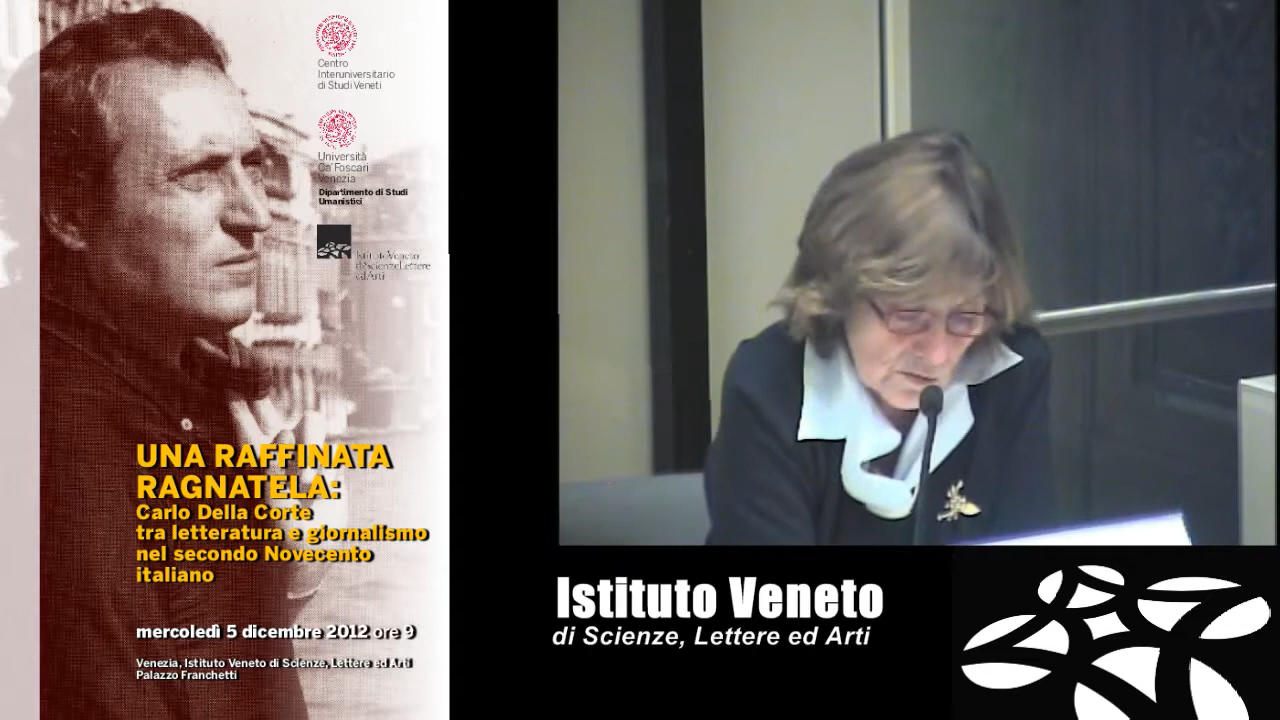 Centro
Interuniversitario
di Studi Veneti
Università
Ca' Foscari
Venezia
Dipartimento di Studi
Umanistici
Istituto Veneto
di Scienze Lettere
ed Arti
UNA RAFFINATA
RAGNATELA:
Carlo Della Corte
tra letteratura e giornalismo
nel secondo Novecento
italiano
mercoledì 5 dicembre 2012 ore 9
Venezia, Istituto Veneto di Scienze, Lettere ed Arti
Palazzo Franchetti
Istituto Veneto
di Scienze, Lettere ed Arti